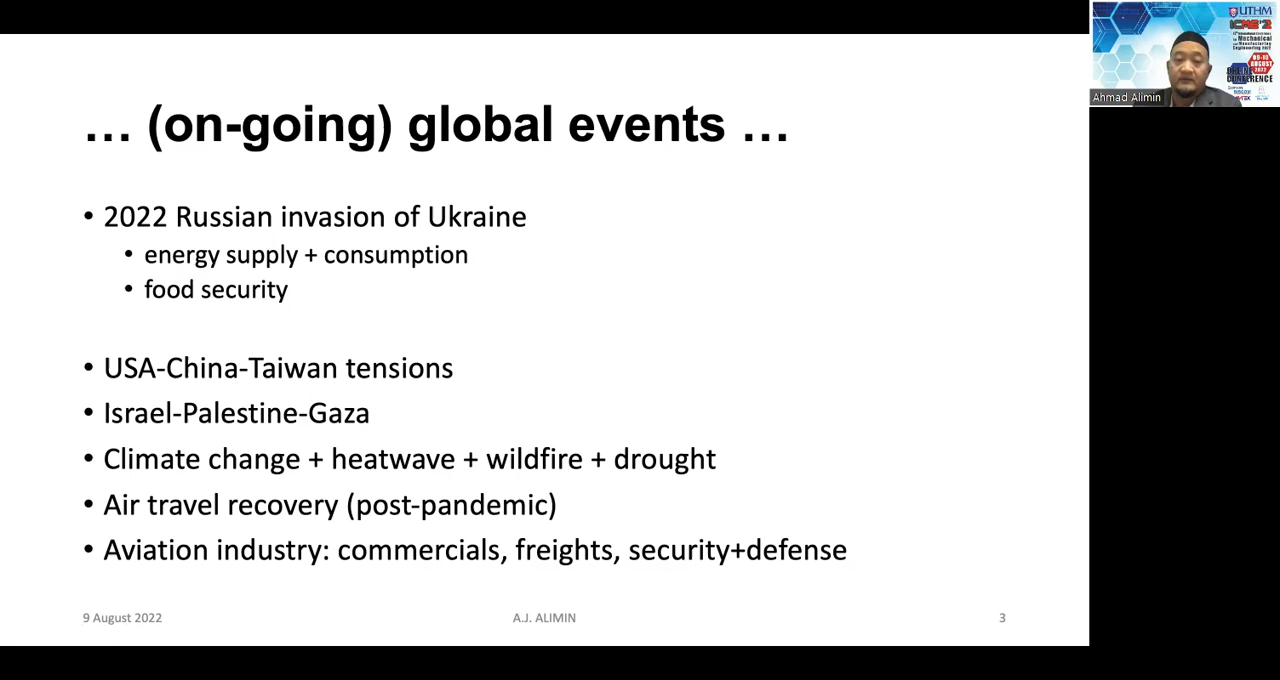 … (on-going) global events …
• 2022 Russian invasion of Ukraine
• energy supply + consumption
• food security
• USA-China-Taiwan tensions
• Israel-Palestine-Gaza
• Climate change + heatwave + wildfire + drought
• Air travel recovery (post-pandemic)
• Aviation industry: commercials, freights, security+defense
9 August 2022
A.J. ALIMIN
3
UTHM
Ahmad Alimin